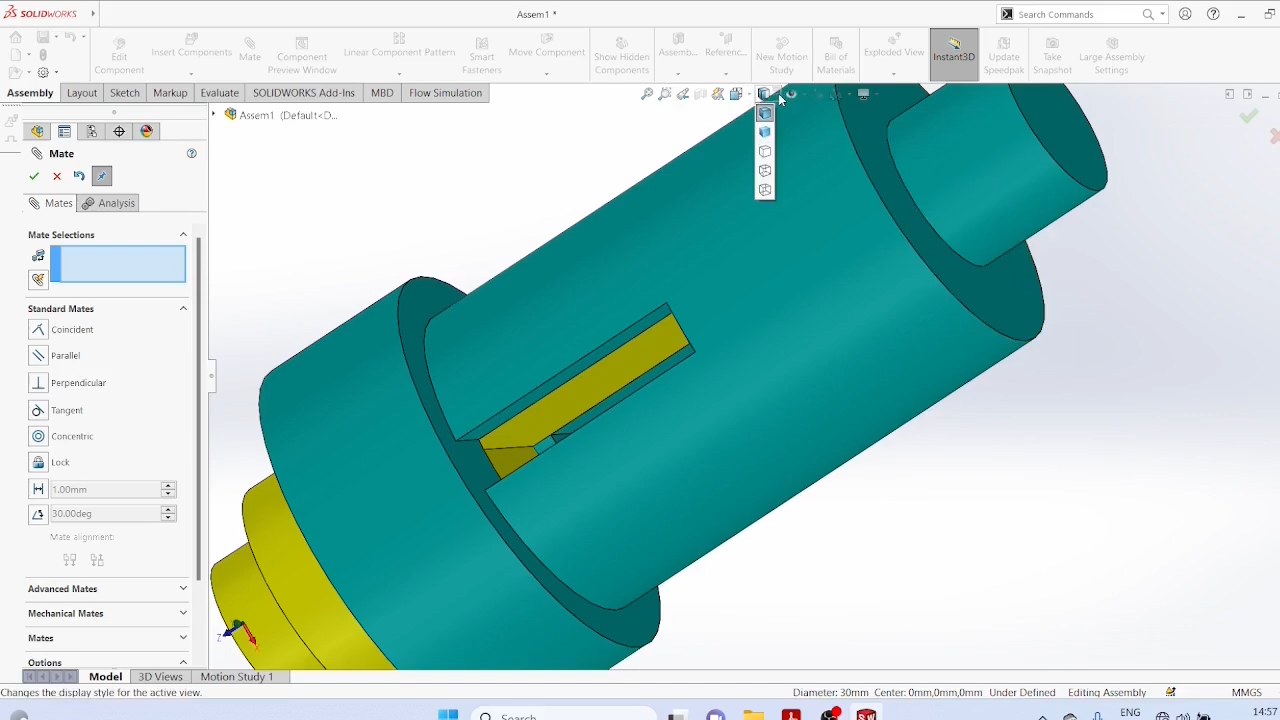 SOLIDWORKS
Assem1 *
Search Commands
Edit Component
Insert Components
Mate
Component Preview Window
Linear Component Pattern
Smart Fasteners
Move Component
Show Hidden Components
Assemb...
Referenc...
New Motion Study
Bill of Materials
Exploded View
Instant3D
Update Speedpak
Take Snapshot
Large Assembly Settings
Assembly
Layout
Sketch
Markup
Evaluate
SOLIDWORKS Add-Ins
MBD
Flow Simulation
Assem1 (Default<D...
Mate
Mates
Analysis
Mate Selections
Standard Mates
Coincident
Parallel
Perpendicular
Tangent
Concentric
Lock
1.00mm
30.00deg
Mate alignment:
Advanced Mates
Mechanical Mates
Mates
Options
Z
Model
3D Views
Motion Study 1
Changes the display style for the active view.
Diameter: 30mm Center: 0mm,0mm,0mm
Under Defined
Editing Assembly
MMGS
Search
ENG
14:57